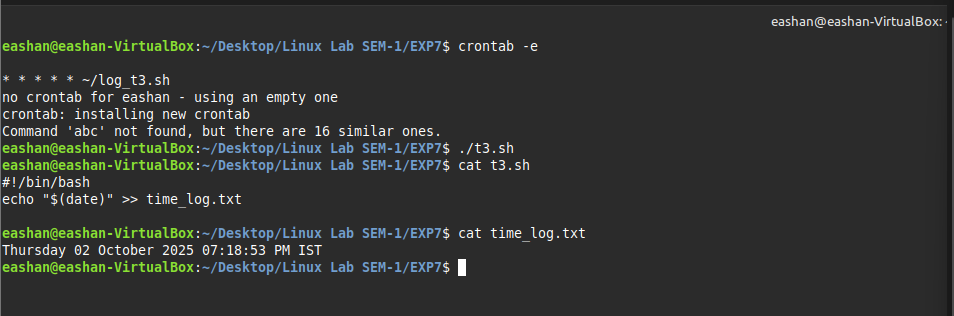 eashan@eashan-VirtualBox: -
eashan@eashan-VirtualBox:~/Desktop/Linux Lab SEM-1/EXP7$ crontab -e
* * * * * ~/log_t3.sh
no crontab for eashan - using an empty one
crontab: installing new crontab
Command 'abc' not found, but there are 16 similar ones.
eashan@eashan-VirtualBox:~/Desktop/Linux Lab SEM-1/EXP7$ ./t3.sh
eashan@eashan-VirtualBox:~/Desktop/Linux Lab SEM-1/EXP7$ cat t3.sh
#!/bin/bash
echo "$(date)" >> time_log.txt
eashan@eashan-VirtualBox:~/Desktop/Linux Lab SEM-1/EXP7$ cat time_log.txt
Thursday 02 October 2025 07:18:53 PM IST
eashan@eashan-VirtualBox:~/Desktop/Linux Lab SEM-1/EXP7$